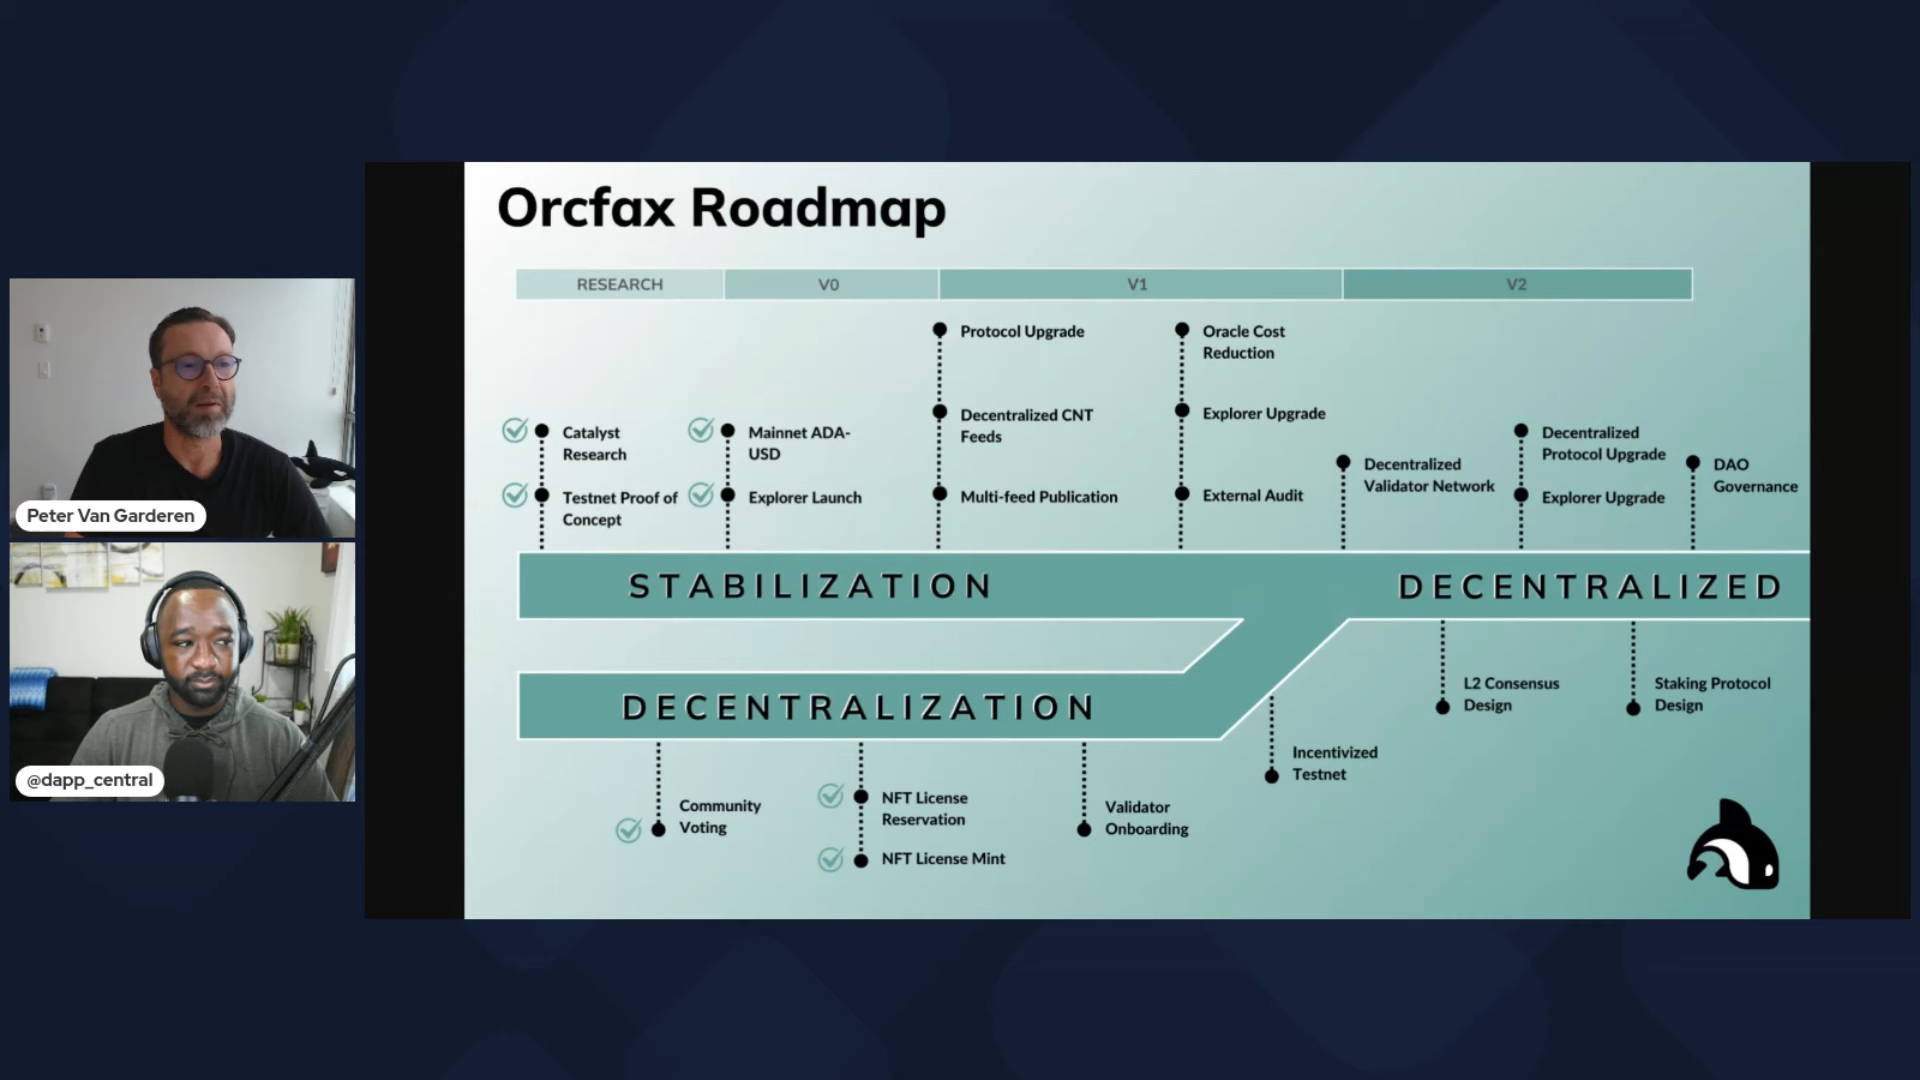 Orcfax Roadmap
RESEARCH
V0
V1
V2
Protocol Upgrade
Oracle Cost
Reduction
Decentralized CNT
Feeds
Explorer Upgrade
Catalyst
Research
Mainnet ADA-
USD
Decentralized
Validator Network
Decentralized
Protocol Upgrade
DAO
Governance
Testnet Proof of
Concept
Explorer Launch
Multi-feed Publication
External Audit
Explorer Upgrade
STABILIZATION
DECENTRALIZED
DECENTRALIZATION
L2 Consensus
Design
Staking Protocol
Design
Incentivized
Testnet
Community
Voting
NFT License
Reservation
NFT License Mint
Validator
Onboarding
Peter Van Garderen
@dapp_central